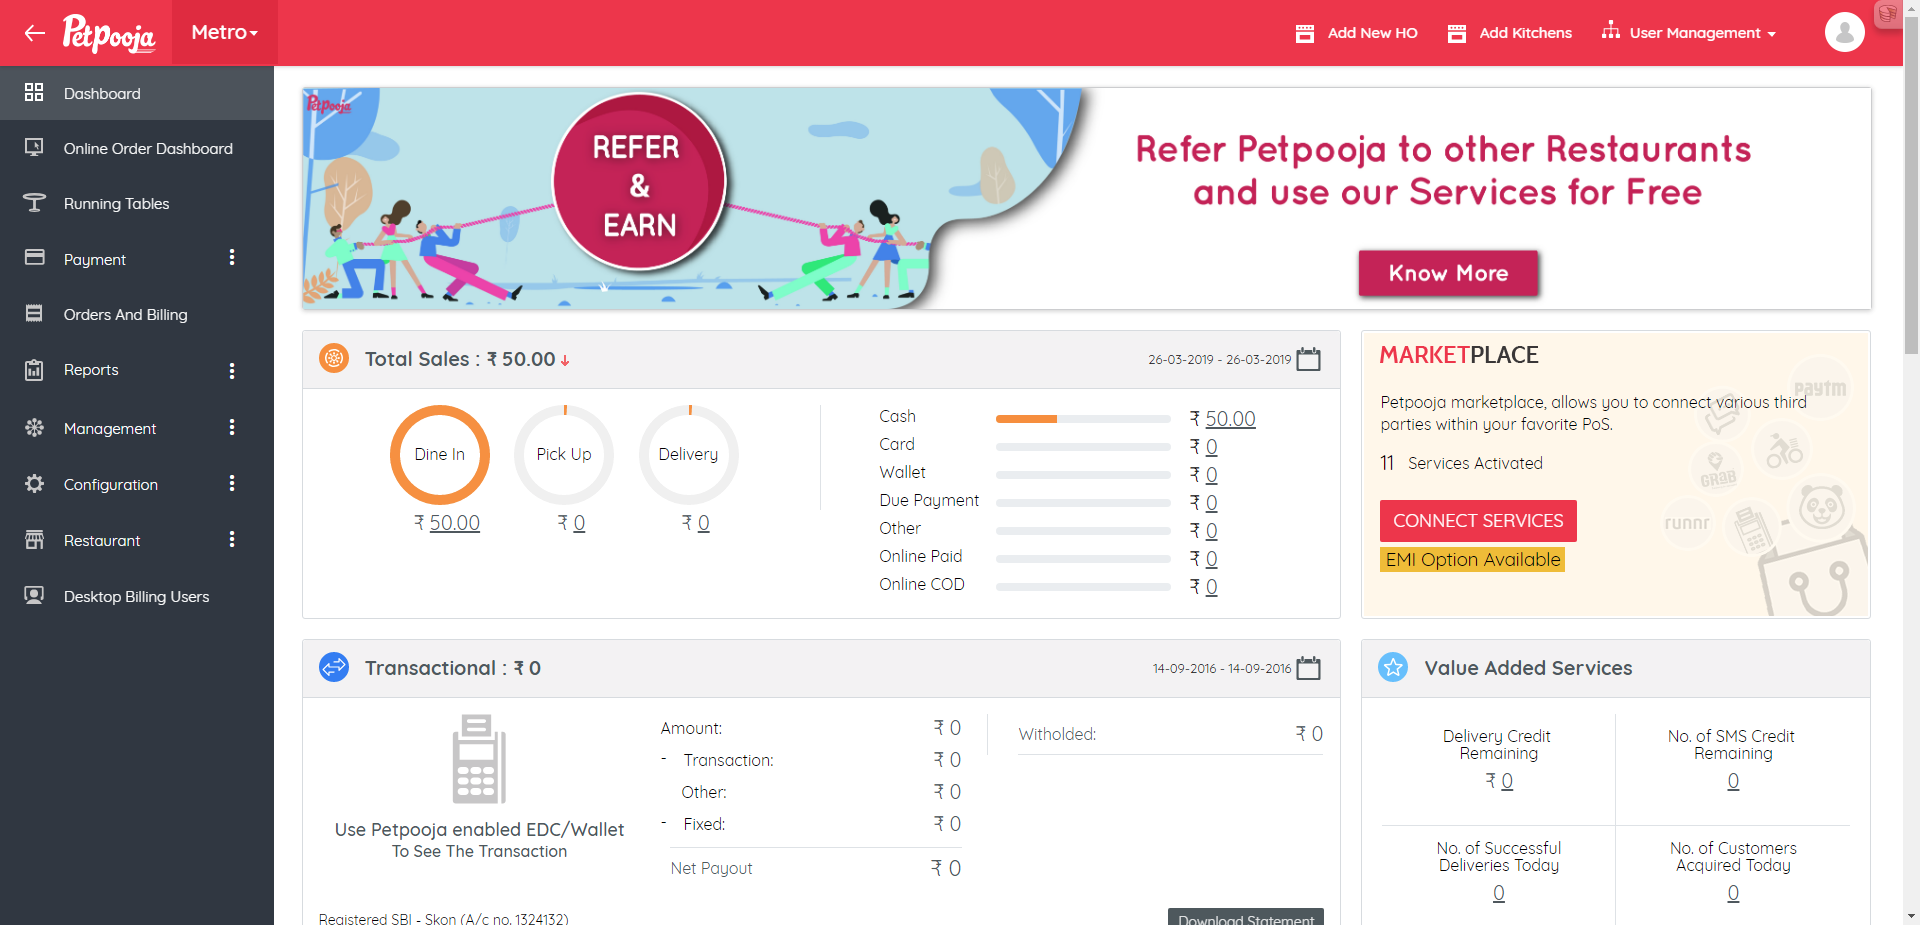 Petpooja
Metro
Add New HO
Add Kitchens
User Management
Dashboard
Online Order Dashboard
Running Tables
Payment
Orders And Billing
Reports
Management
Configuration
Restaurant
Desktop Billing Users
Petpooja
REFER
&
EARN
Refer Petpooja to other Restaurants
and use our Services for Free
Know More
Total Sales : ₹ 50.00
26-03-2019 - 26-03-2019
Dine In
₹ 50.00
Pick Up
₹ 0
Delivery
₹ 0
Cash ₹ 50.00
Card ₹ 0
Wallet ₹ 0
Due Payment ₹ 0
Other ₹ 0
Online Paid ₹ 0
Online COD ₹ 0
MARKETPLACE
Petpooja marketplace, allows you to connect various third
parties within your favorite PoS.
11 Services Activated
CONNECT SERVICES
EMI Option Available
paytm
GRAB
runnr
Transactional : ₹ 0
14-09-2016 - 14-09-2016
Use Petpooja enabled EDC/Wallet
To See The Transaction
Amount: ₹ 0
- Transaction: ₹ 0
Other: ₹ 0
- Fixed: ₹ 0
Net Payout ₹ 0
Witholded: ₹ 0
Registered SBI - Skon (A/c no. 1324132)
Download Statement
Value Added Services
Delivery Credit
Remaining
₹ 0
No. of SMS Credit
Remaining
0
No. of Successful
Deliveries Today
0
No. of Customers
Acquired Today
0